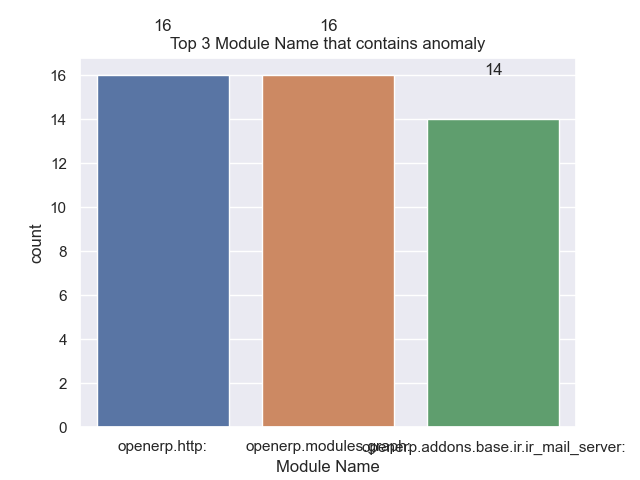 16 16
Top 3 Module Name that contains anomaly
14
16
14
12
10
8
6
4
2
0
count
openerp.http: openerp.modules.graph: openerp.addons.base.ir.ir_mail_server:
Module Name